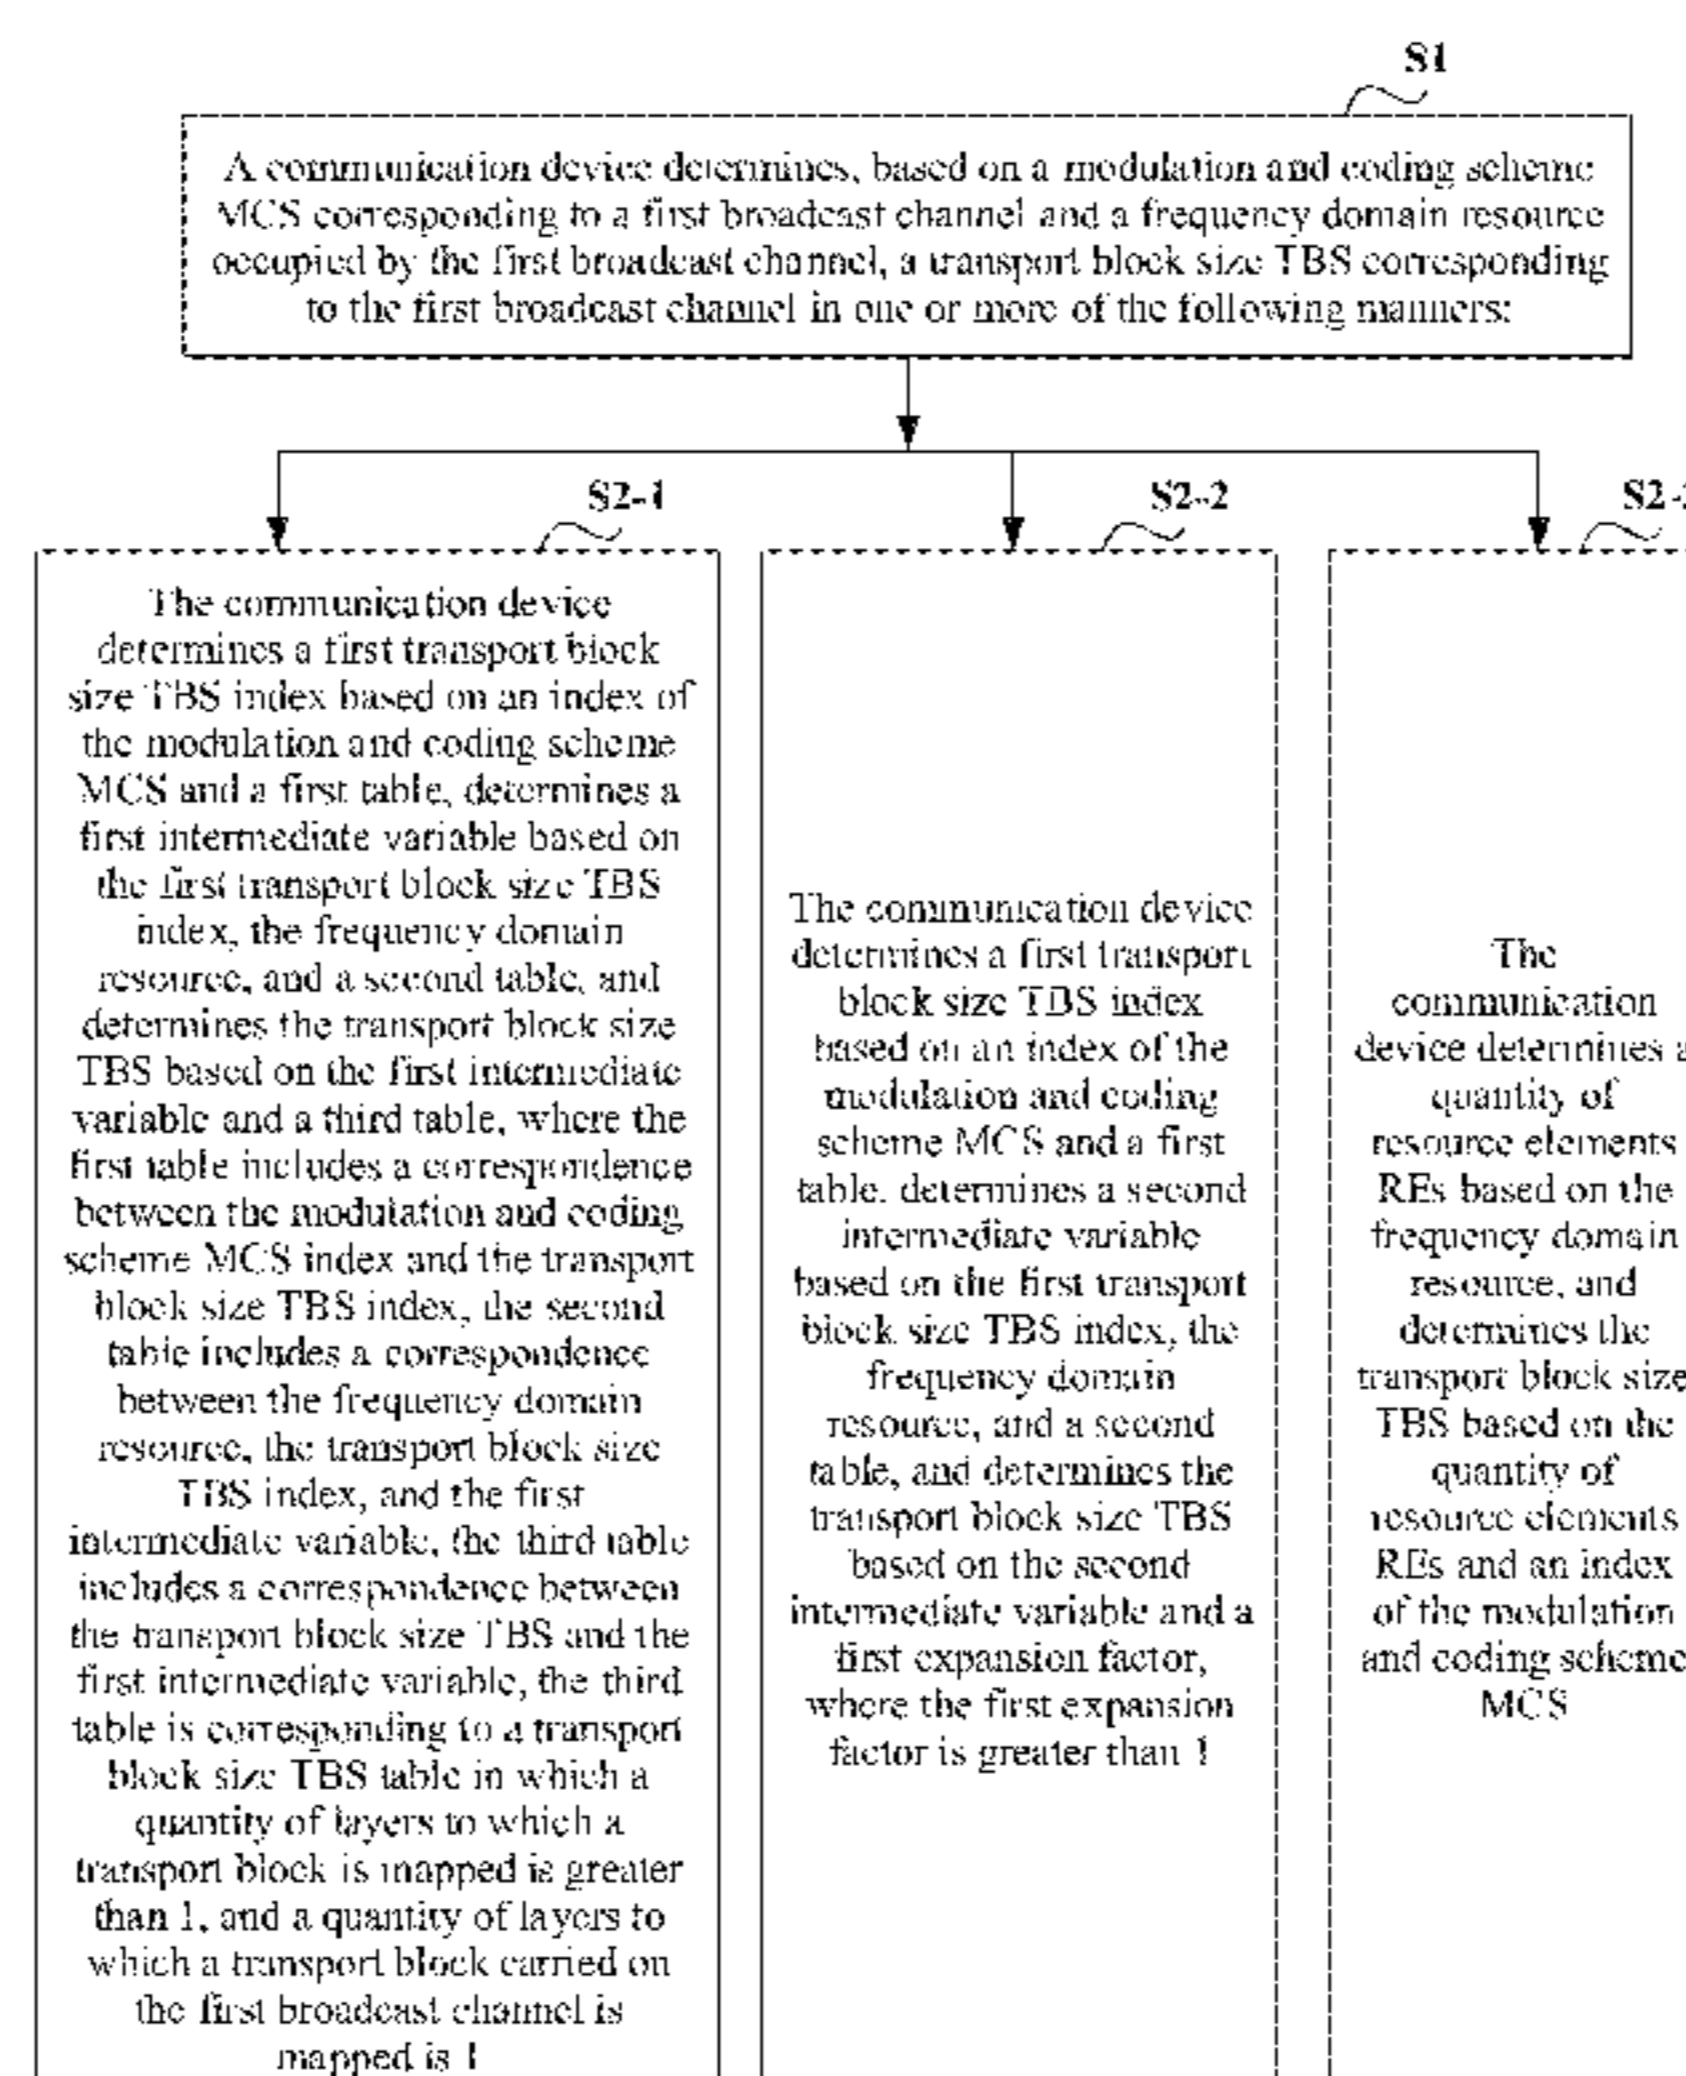 S1
A communication device determines, based on a modulation and coding scheme
MCS corresponding to a first broadcast channel and a frequency domain resource
occupied by the first broadcast channel, a transport block size TBS corresponding
to the first broadcast channel in one or more of the following manners:
S2-1
The communication device
determines a first transport block
size TBS index based on an index of
the modulation and coding scheme
MCS and a first table, determines a
first intermediate variable based on
the first transport block size TBS
index, the frequency domain
resource, and a second table, and
determines the transport block size
TBS based on the first intermediate
variable and a third table, where the
first table includes a correspondence
between the modulation and coding
scheme MCS index and the transport
block size TBS index, the second
table includes a correspondence
between the frequency domain
resource, the transport block size
TBS index, and the first
intermediate variable, the third table
includes a correspondence between
the transport block size TBS and the
first intermediate variable, the third
table is corresponding to a transport
block size TBS table in which a
quantity of layers to which a
transport block is mapped is greater
than 1, and a quantity of layers to
which a transport block carried on
the first broadcast channel is
mapped is 1
S2-2
The communication device
determines a first transport
block size TBS index
based on an index of the
modulation and coding
scheme MCS and a first
table, determines a second
intermediate variable
based on the first transport
block size TBS index, the
frequency domain
resource, and a second
table, and determines the
transport block size TBS
based on the second
intermediate variable and a
first expansion factor,
where the first expansion
factor is greater than 1
The
communication
device determines a
quantity of
resource elements
REs based on the
frequency domain
resource, and
determines the
transport block size
TBS based on the
quantity of
resource elements
REs and an index
of the modulation
and coding scheme
MCS